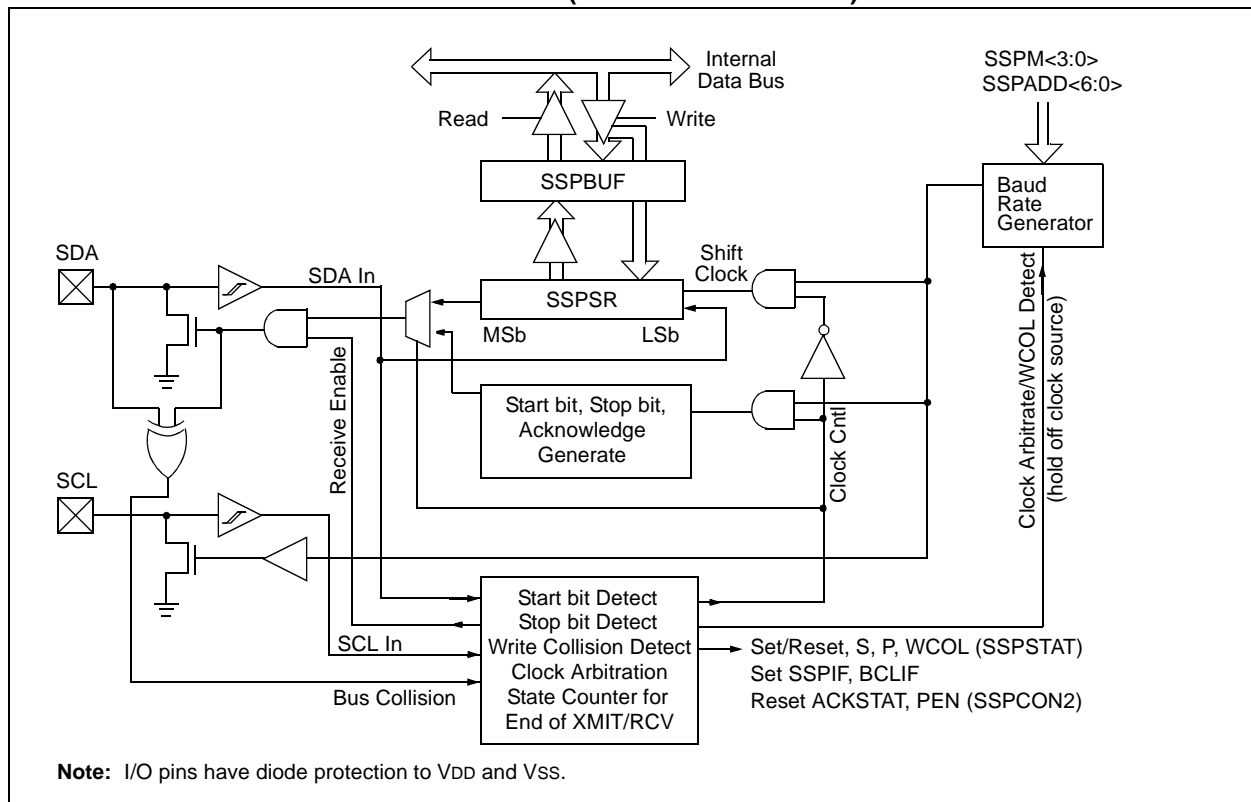 Internal
Data Bus
SSPM<3:0>
SSPADD<6:0>
Read
Write
SSPBUF
Baud
Rate
Generator
SDA
SDA In
Shift
Clock
SSPSR
MSb
LSb
Start bit, Stop bit,
Acknowledge
Generate
Receive Enable
Clock Cntl
Clock Arbitrate/WCOL Detect
(hold off clock source)
SCL
SCL In
Bus Collision
Start bit Detect
Stop bit Detect
Write Collision Detect
Clock Arbitration
State Counter for
End of XMIT/RCV
Set/Reset, S, P, WCOL (SSPSTAT)
Set SSPIF, BCLIF
Reset ACKSTAT, PEN (SSPCON2)
Note: I/O pins have diode protection to VDD and VSS.